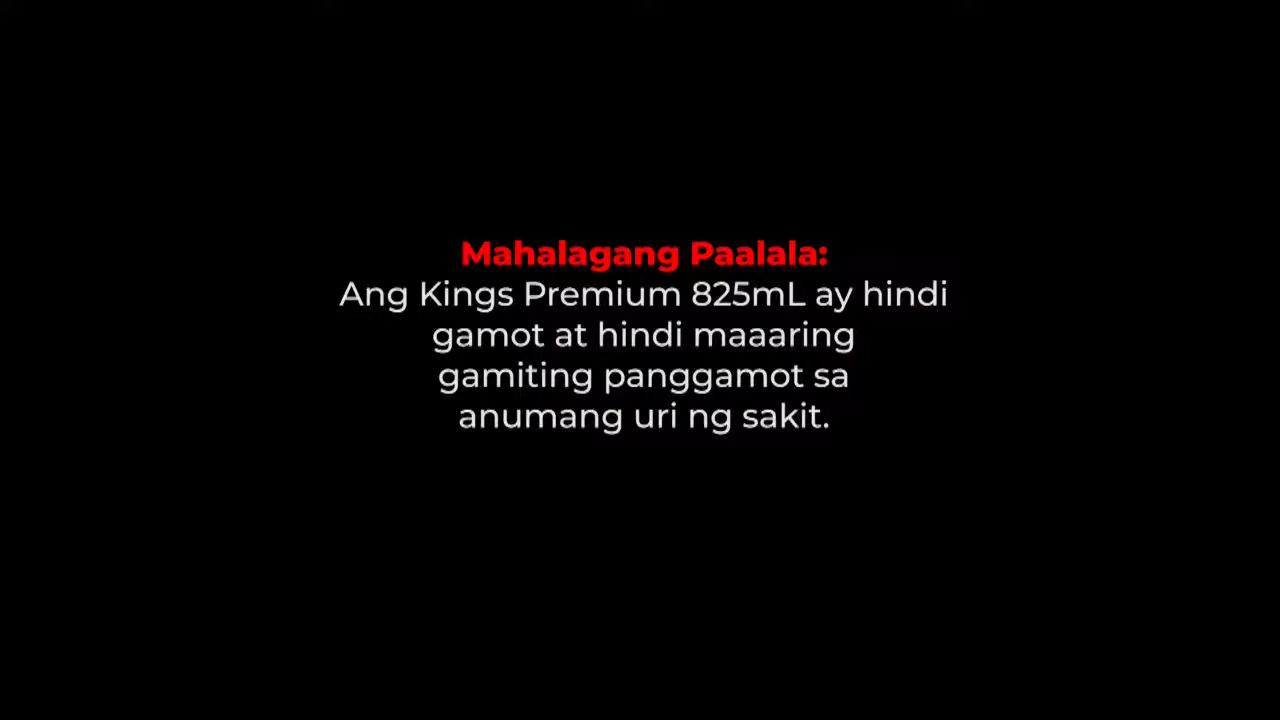 Mahalagang Paalala:
Ang Kings Premium 825mL ay hindi
gamot at hindi maaaring
gamiting panggamot sa
anumang uri ng sakit.